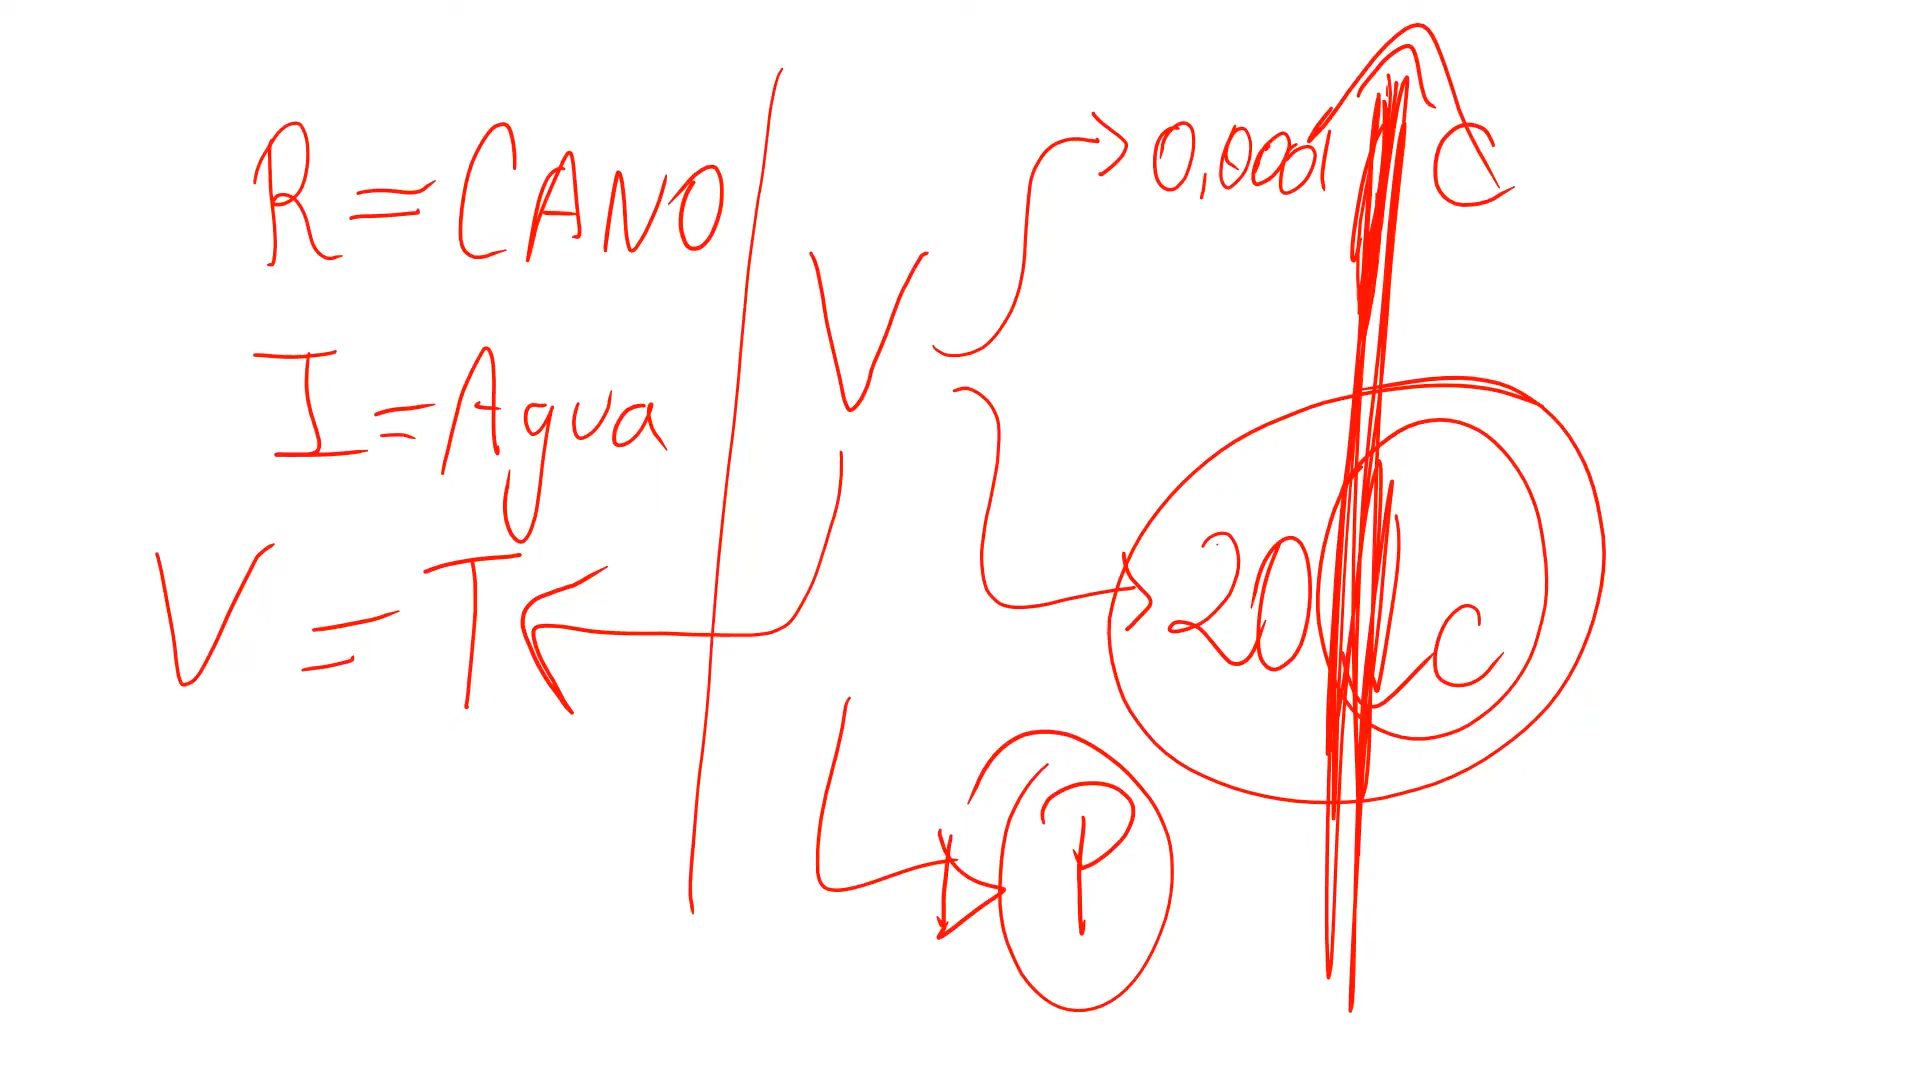 R = CANO
I = Agua
V = T
V
0,0001 C
20 C
P